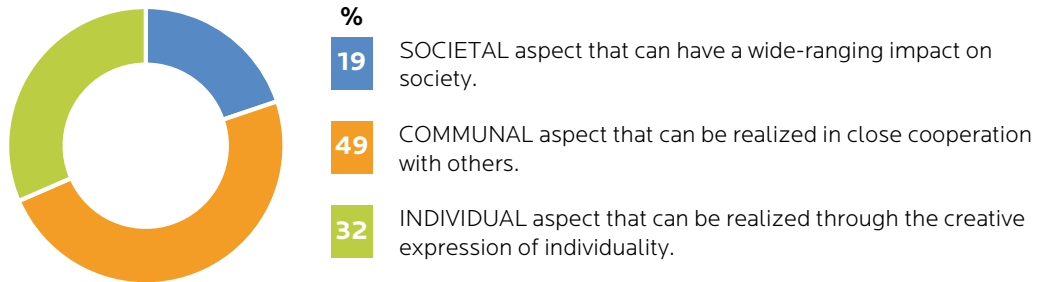 %
19 SOCIETAL aspect that can have a wide-ranging impact on
society.
49 COMMUNAL aspect that can be realized in close cooperation
with others.
32 INDIVIDUAL aspect that can be realized through the creative
expression of individuality.